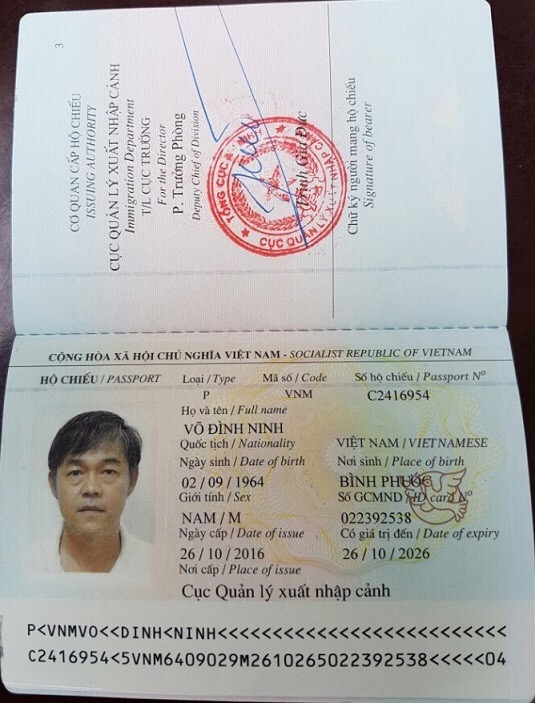 3
CƠ QUAN CẤP HỘ CHIẾU
ISSUING AUTHORITY
CỤC QUẢN LÝ XUẤT NHẬP CẢNH
Immigration Department
T/L CỤC TRƯỞNG
For the Director
P. Trưởng Phòng
Deputy Chief of Division
TỔNG CỤC A
CỤC QUẢN LÝ XUẤT NHẬP CẢNH
Chữ ký người mang hộ chiếu
Signature of bearer
CỘNG HÒA XÃ HỘI CHỦ NGHĨA VIỆT NAM - SOCIALIST REPUBLIC OF VIETNAM
HỘ CHIẾU / PASSPORT Loại / Type Mã số / Code Số hộ chiếu / Passport Nº
P VNM C2416954
Họ và tên / Full name
VÕ ĐÌNH NINH
Quốc tịch / Nationality VIỆT NAM / VIETNAMESE
Ngày sinh / Date of birth Nơi sinh / Place of birth
02 / 09 / 1964 BÌNH PHƯỚC
Giới tính / Sex Số GCMND / ID card Nº
NAM / M 022392538
Ngày cấp / Date of issue Có giá trị đến / Date of expiry
26 / 10 / 2016 26 / 10 / 2026
Nơi cấp / Place of issue
Cục Quản lý xuất nhập cảnh
P<VNMVO<<DINH<NINH<<<<<<<<<<<<<<<<<<<<<<<<<<
C2416954<5VNM6409029M2610265022392538<<<<<04